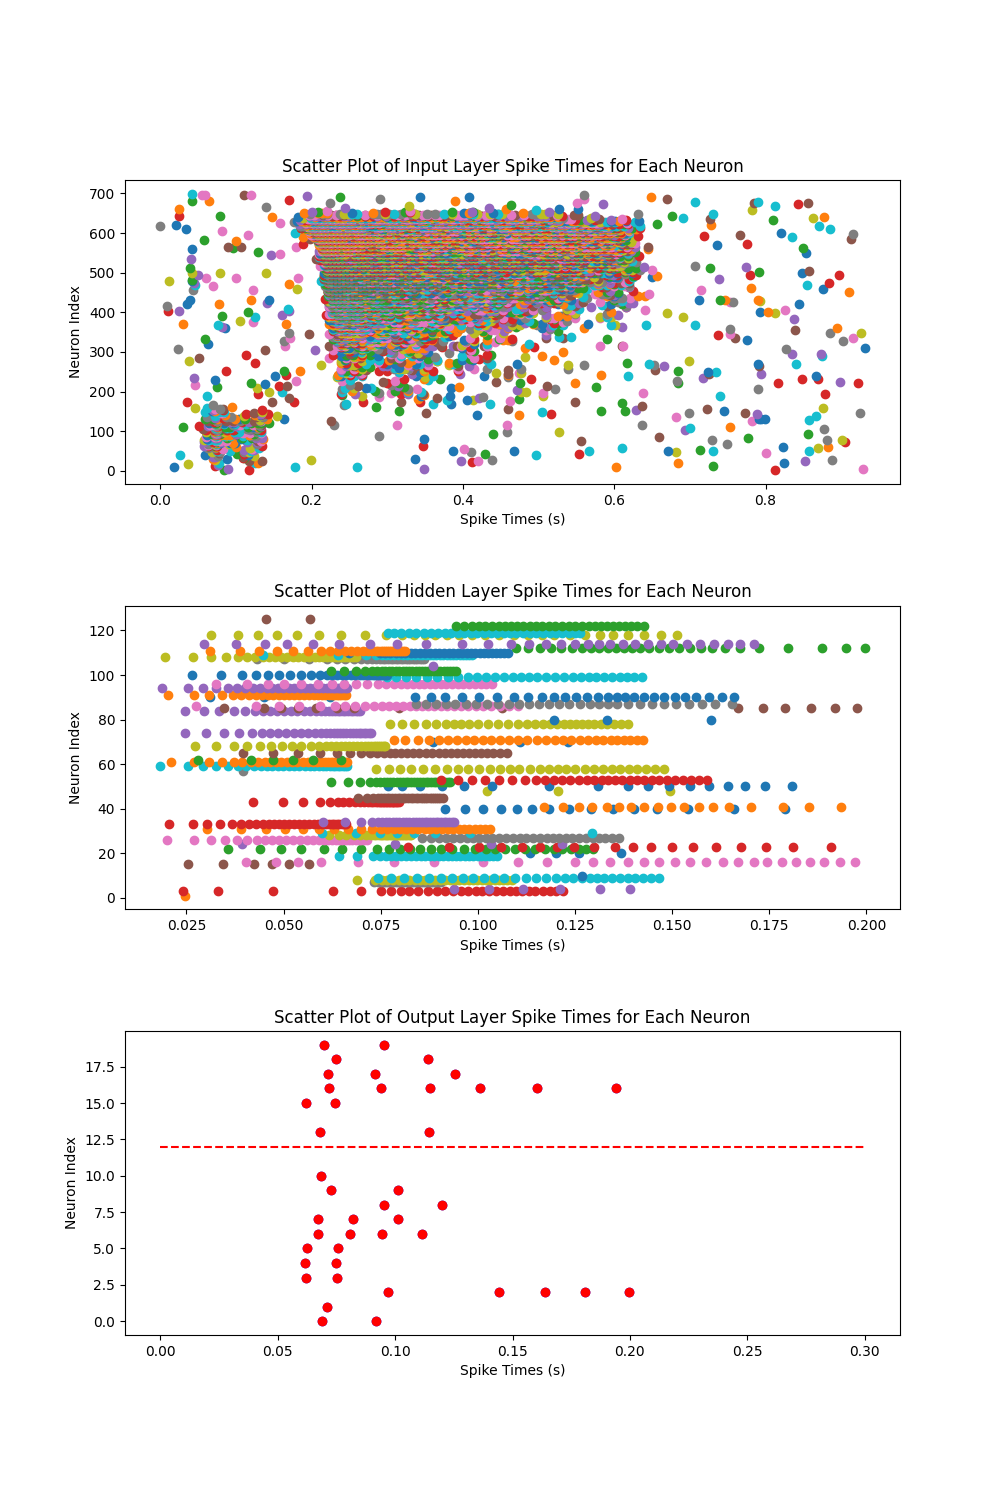 Scatter Plot of Input Layer Spike Times for Each Neuron
700
600
500
400
300
200
100
0
Neuron Index
0.0 0.2 0.4 0.6 0.8
Spike Times (s)
Scatter Plot of Hidden Layer Spike Times for Each Neuron
120
100
80
60
40
20
0
Neuron Index
0.025 0.050 0.075 0.100 0.125 0.150 0.175 0.200
Spike Times (s)
Scatter Plot of Output Layer Spike Times for Each Neuron
17.5
15.0
12.5
10.0
7.5
5.0
2.5
0.0
Neuron Index
0.00 0.05 0.10 0.15 0.20 0.25 0.30
Spike Times (s)